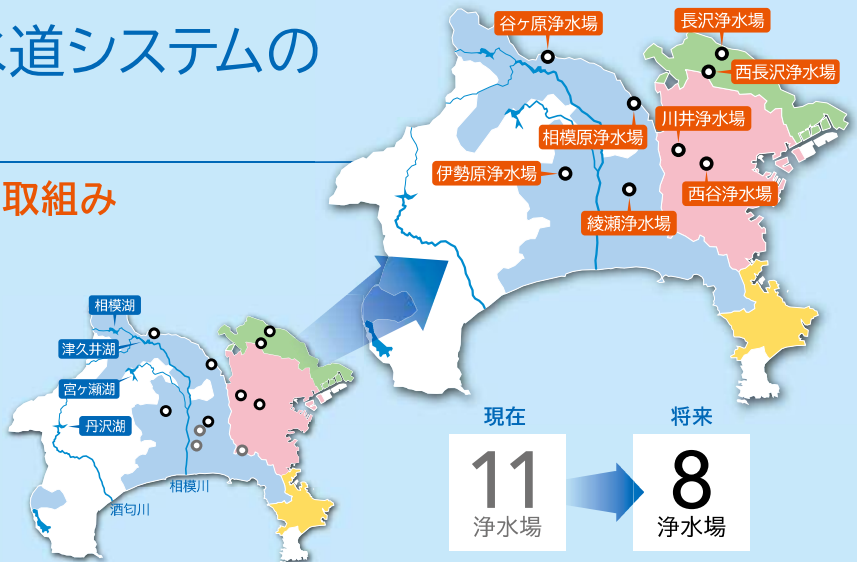 道システムの
取組み
谷ヶ原浄水場
長沢浄水場
西長沢浄水場
相模原浄水場
川井浄水場
伊勢原浄水場
西谷浄水場
綾瀬浄水場
相模湖
津久井湖
宮ヶ瀬湖
丹沢湖
相模川
酒匂川
現在
11
浄水場
将来
8
浄水場